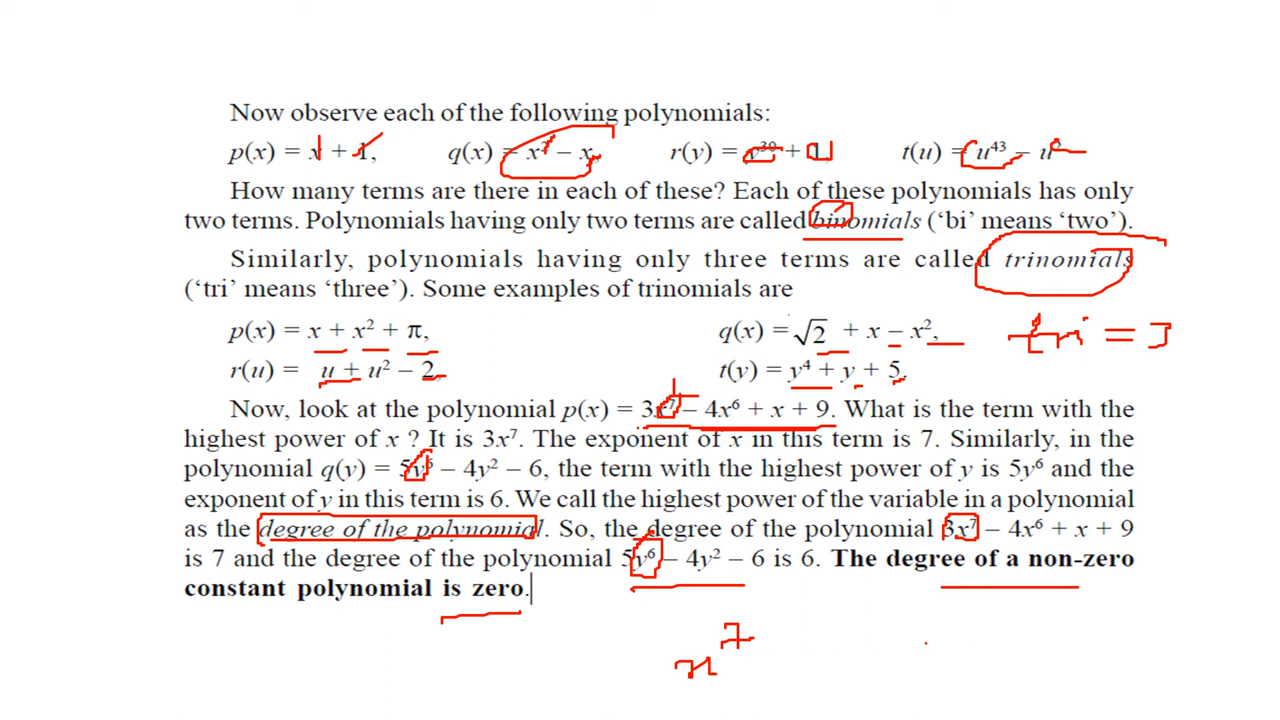 Now observe each of the following polynomials:
p(x) = x + 1, q(x) = x² – x, r(y) = y³⁰ + 1, t(u) = u⁴³ – u²
How many terms are there in each of these? Each of these polynomials has only
two terms. Polynomials having only two terms are called binomials (‘bi’ means ‘two’).
Similarly, polynomials having only three terms are called trinomials
(‘tri’ means ‘three’). Some examples of trinomials are
p(x) = x + x² + π, q(x) = √2 + x – x²,
tri = 3
r(u) = u + u² – 2, t(y) = y⁴ + y + 5.
Now, look at the polynomial p(x) = 3x⁷ – 4x⁶ + x + 9. What is the term with the
highest power of x ? It is 3x⁷. The exponent of x in this term is 7. Similarly, in the
polynomial q(y) = 5y⁶ – 4y² – 6, the term with the highest power of y is 5y⁶ and the
exponent of y in this term is 6. We call the highest power of the variable in a polynomial
as the degree of the polynomial. So, the degree of the polynomial 3x⁷ – 4x⁶ + x + 9
is 7 and the degree of the polynomial 5y⁶ – 4y² – 6 is 6. The degree of a non-zero
constant polynomial is zero.
x⁷